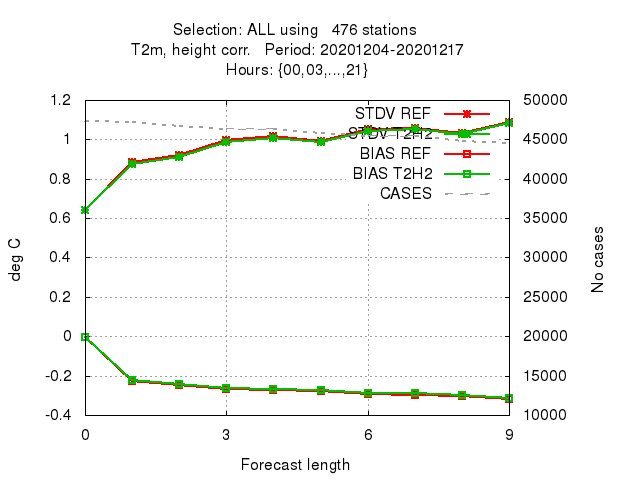 Selection: ALL using 476 stations
T2m, height corr. Period: 20201204-20201217
Hours: {00,03,...,21}
1.2
1
0.8
0.6
0.4
0.2
0
-0.2
-0.4
deg C
STDV REF
STDV T2H2
BIAS REF
BIAS T2H2
CASES
50000
45000
40000
35000
30000
25000
20000
15000
10000
No cases
0 3 6 9
Forecast length